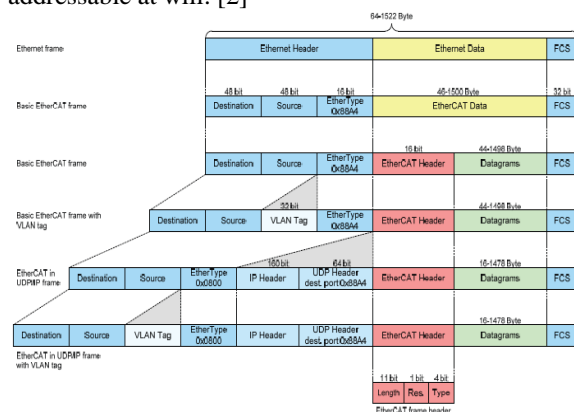 addressable at will. [2]
64-1522 Byte
Ethernet frame
Ethernet Header
Ethernet Data
FCS
48 bit
48 bit
16 bit
46-1500 Byte
32 bit
Basic EtherCAT frame
Destination
Source
EtherType
0x88A4
EtherCAT Data
FCS
16 bit
44-1498 Byte
Basic EtherCAT frame
Destination
Source
EtherType
0x88A4
EtherCAT Header
Datagrams
FCS
32 bit
44-1498 Byte
Basic EtherCAT frame with
VLAN tag
Destination
Source
VLAN Tag
EtherType
0x88A4
EtherCAT Header
Datagrams
FCS
160 bit
64 bit
16-1478 Byte
EtherCAT in
UDP/IP frame
Destination
Source
EtherType
0x0800
IP Header
UDP Header
dest. port0x88A4
EtherCAT Header
Datagrams
FCS
16-1478 Byte
Destination
Source
VLAN Tag
EtherType
0x0800
IP Header
UDP Header
dest. port0x88A4
EtherCAT Header
Datagrams
FCS
EtherCAT in UDP/IP frame
with VLAN tag
11 bit
1 bit
4 bit
Length
Res.
Type
EtherCAT frame header